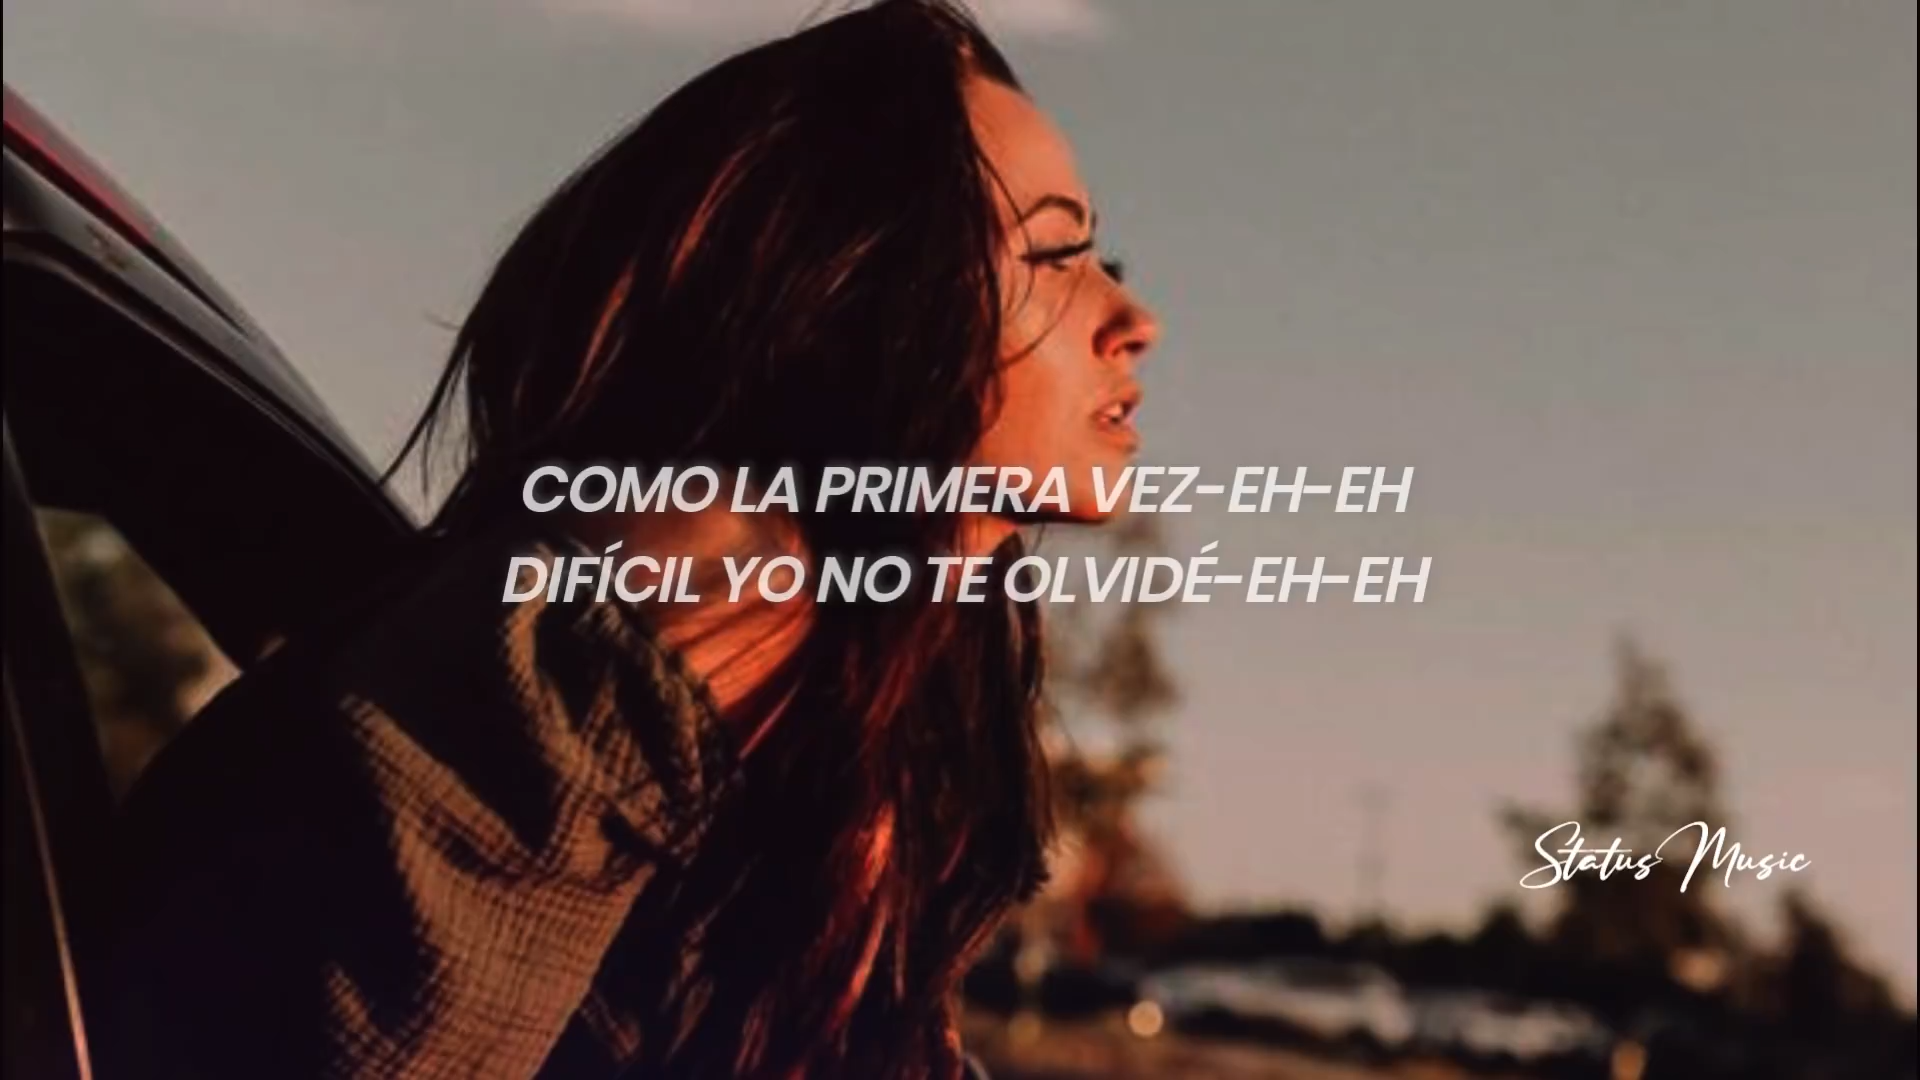 COMO LA PRIMERA VEZ-EH-EH
DIFÍCIL YO NO TE OLVIDÉ-EH-EH
Status Music